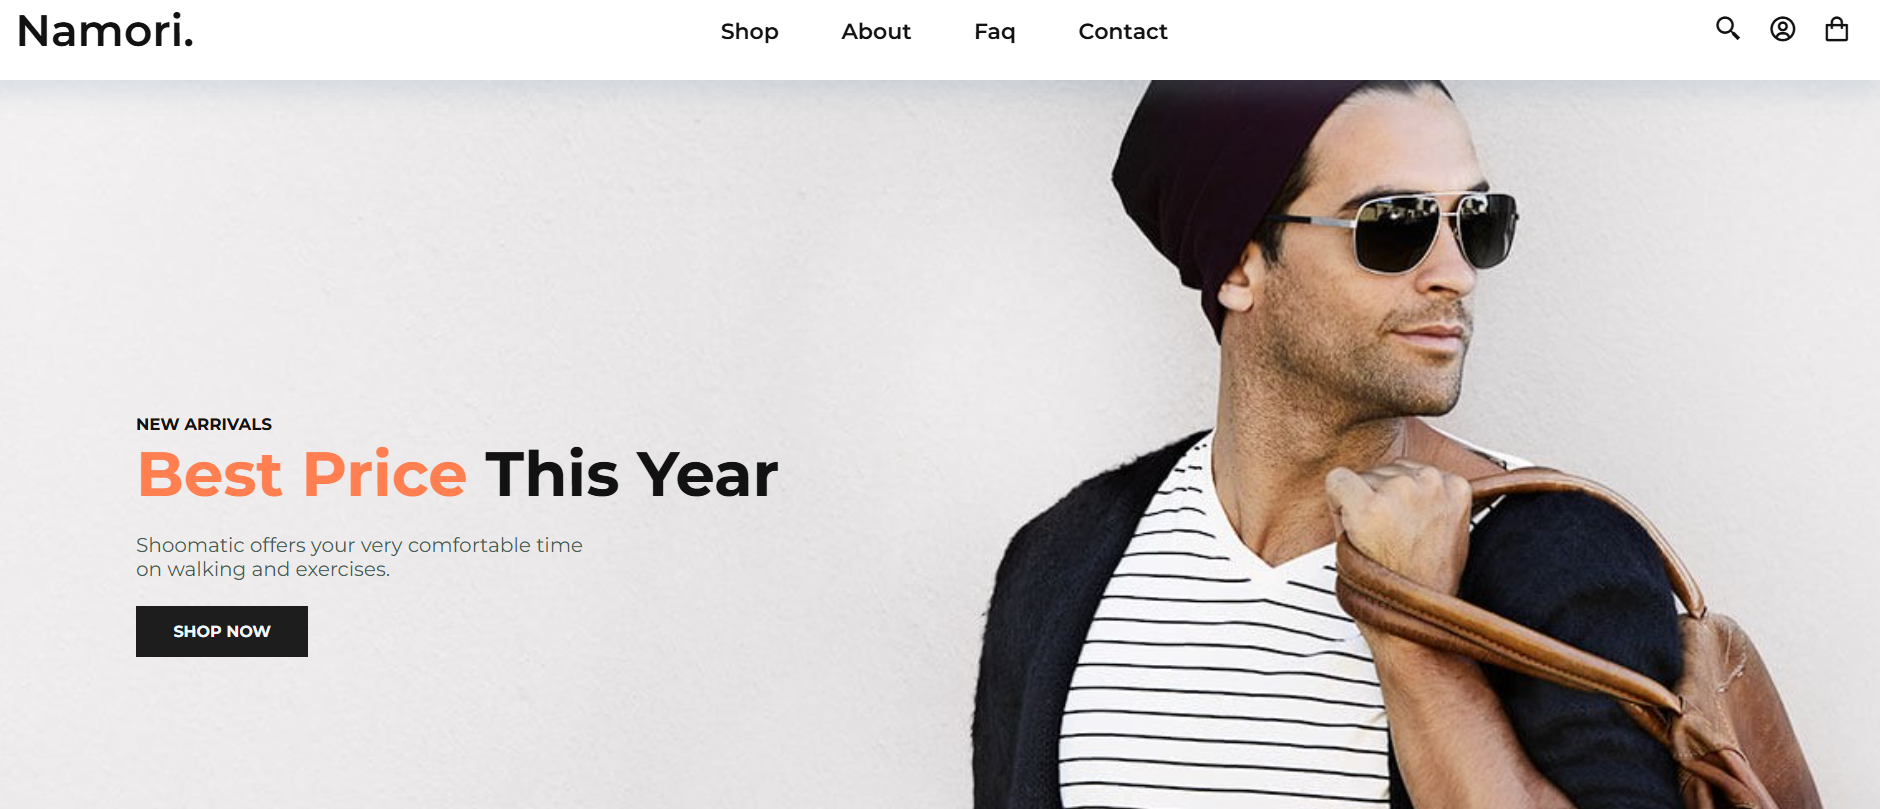 Namori.
Shop About Faq Contact
NEW ARRIVALS
Best Price This Year
Shoomatic offers your very comfortable time
on walking and exercises.
SHOP NOW